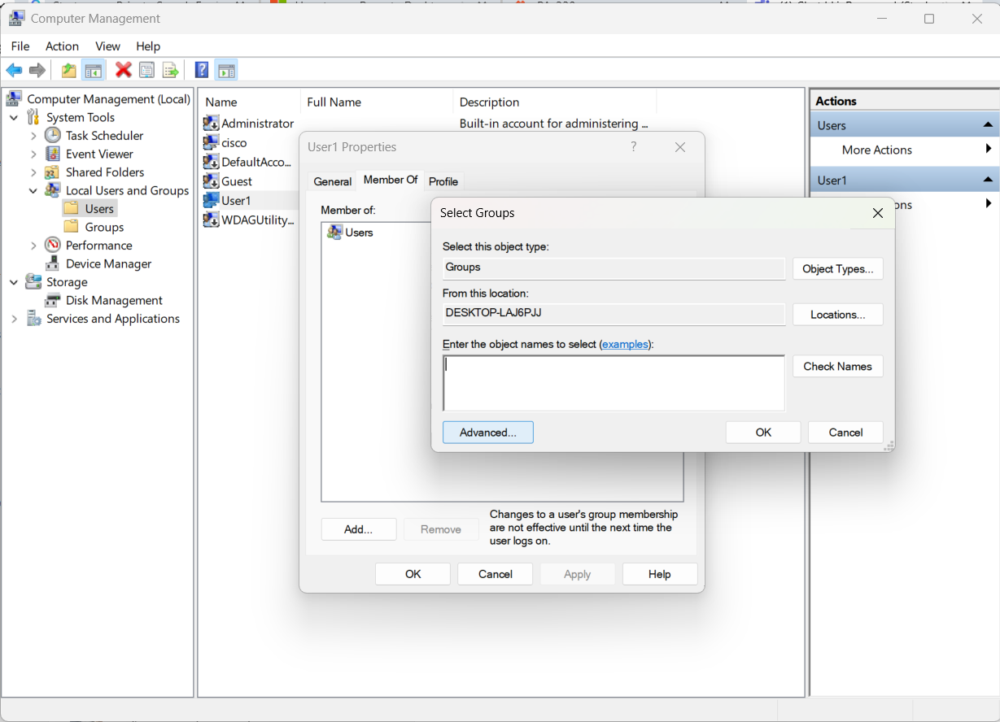 Computer Management
File Action View Help
Computer Management (Local)
System Tools
Task Scheduler
Event Viewer
Shared Folders
Local Users and Groups
Users
Groups
Performance
Device Manager
Storage
Disk Management
Services and Applications
Name Full Name Description
Administrator Built-in account for administering ...
cisco
DefaultAcco...
Guest
User1
WDAGUtility...
Actions
Users
More Actions
User1
ons
User1 Properties ?
General Member Of Profile
Member of:
Users
Add... Remove
Changes to a user's group membership
are not effective until the next time the
user logs on.
OK Cancel Apply Help
Select Groups
Select this object type:
Groups Object Types...
From this location:
DESKTOP-LAJ6PJJ Locations...
Enter the object names to select (examples):
Check Names
Advanced... OK Cancel